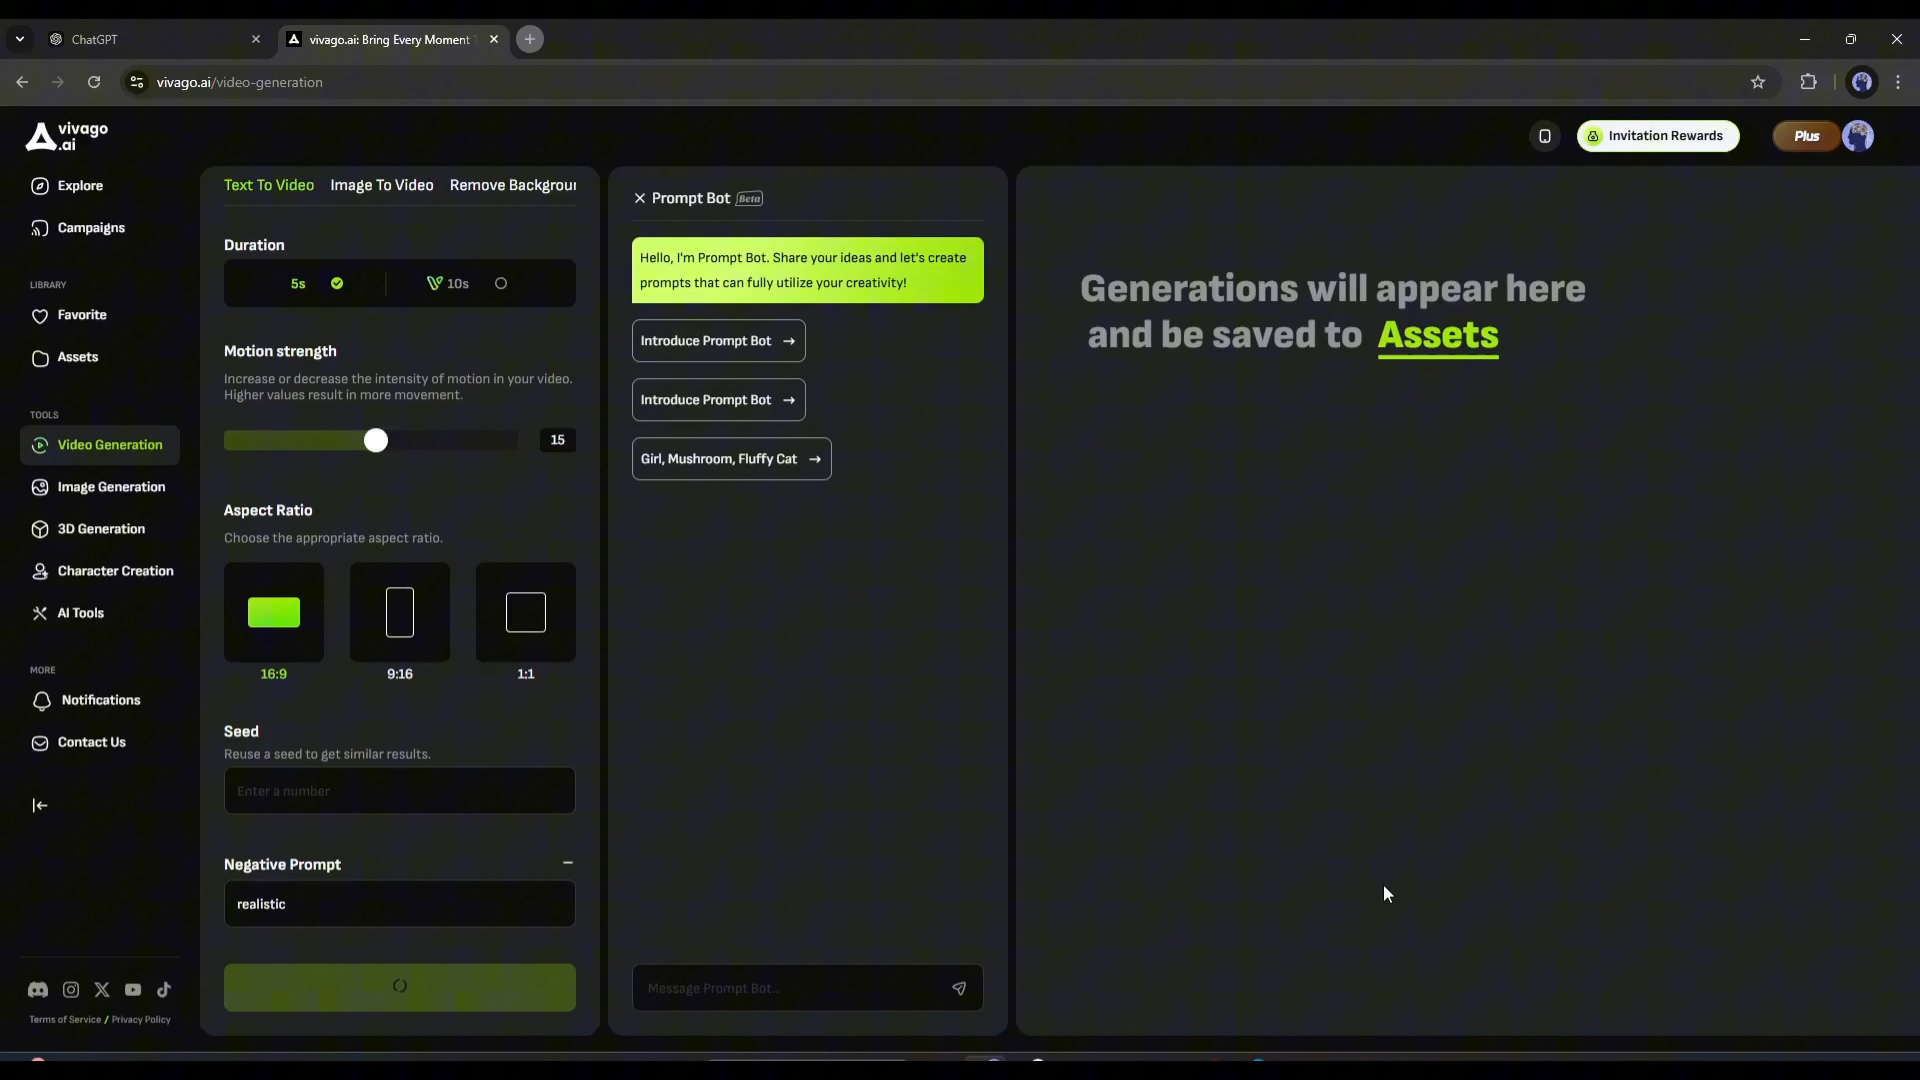 ChatGPT
vivago.ai: Bring Every Moment
vivago.ai/video-generation
vivago
.ai
Invitation Rewards
Plus
Explore
Campaigns
LIBRARY
Favorite
Assets
TOOLS
Video Generation
Image Generation
3D Generation
Character Creation
AI Tools
MORE
Notifications
Contact Us
Terms of Service / Privacy Policy
Text To Video Image To Video Remove Backgrou
Duration
5s 10s
Motion strength
Increase or decrease the intensity of motion in your video.
Higher values result in more movement.
15
Aspect Ratio
Choose the appropriate aspect ratio.
16:9 9:16 1:1
Seed
Reuse a seed to get similar results.
Enter a number
Negative Prompt
realistic
Prompt Bot Beta
Hello, I'm Prompt Bot. Share your ideas and let's create
prompts that can fully utilize your creativity!
Introduce Prompt Bot →
Introduce Prompt Bot →
Girl, Mushroom, Fluffy Cat →
Message Prompt Bot...
Generations will appear here
and be saved to Assets